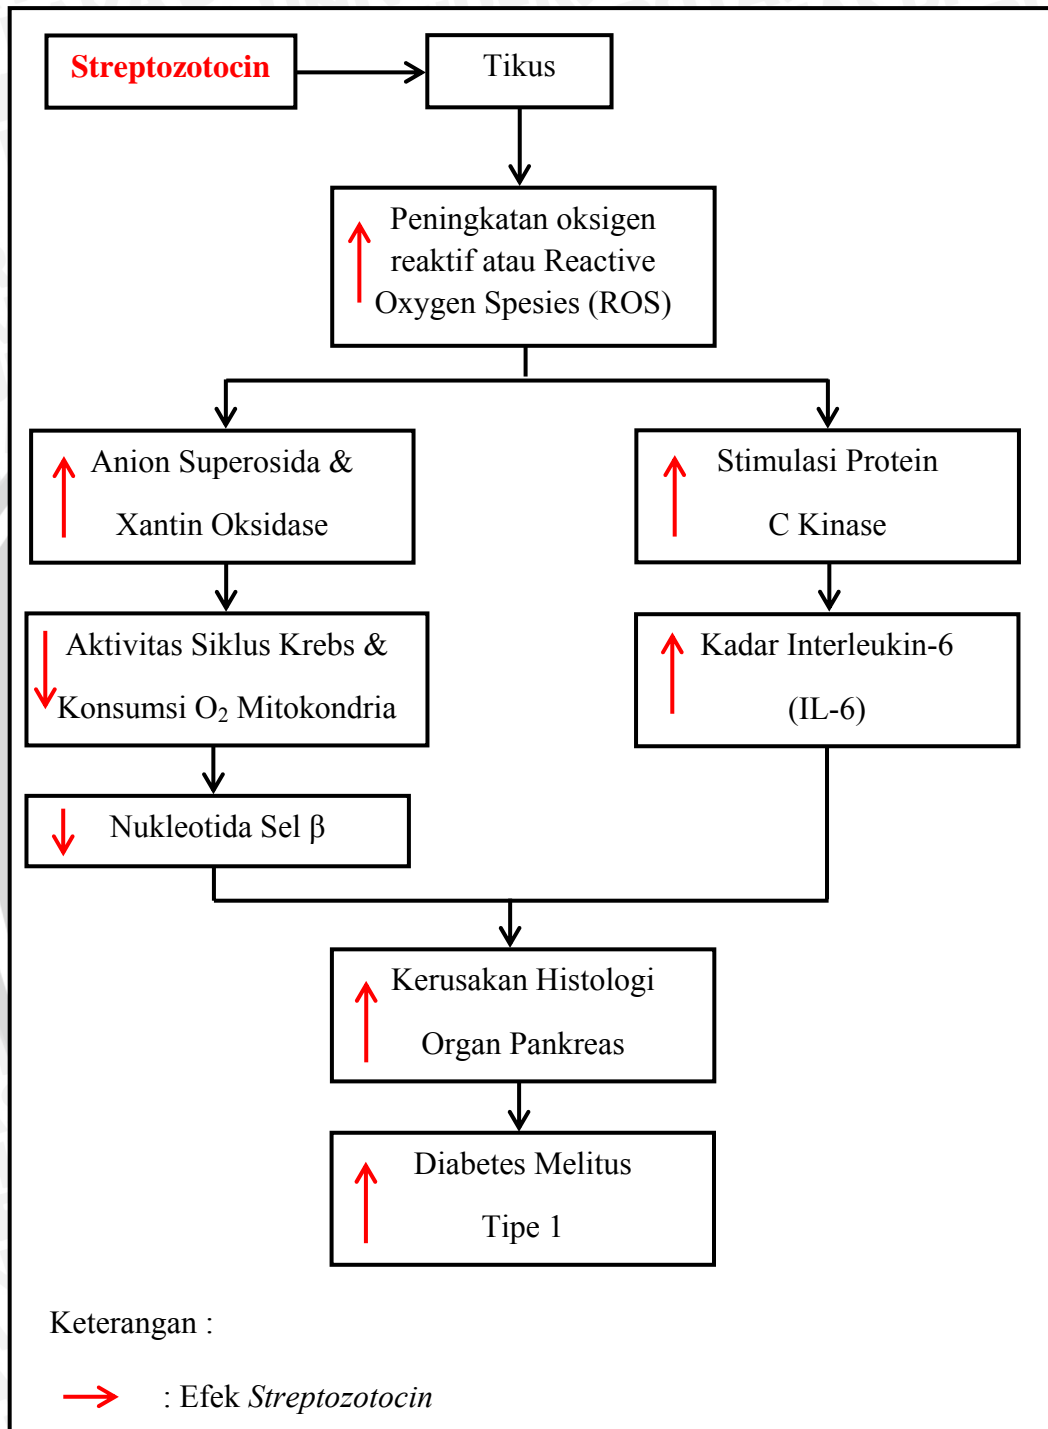 Streptozotocin
Tikus
Peningkatan oksigen
reaktif atau Reactive
Oxygen Spesies (ROS)
Anion Superosida &
Xantin Oksidase
Stimulasi Protein
C Kinase
Aktivitas Siklus Krebs &
Konsumsi O₂ Mitokondria
Kadar Interleukin-6
(IL-6)
Nukleotida Sel β
Kerusakan Histologi
Organ Pankreas
Diabetes Melitus
Tipe 1
Keterangan :
: Efek Streptozotocin